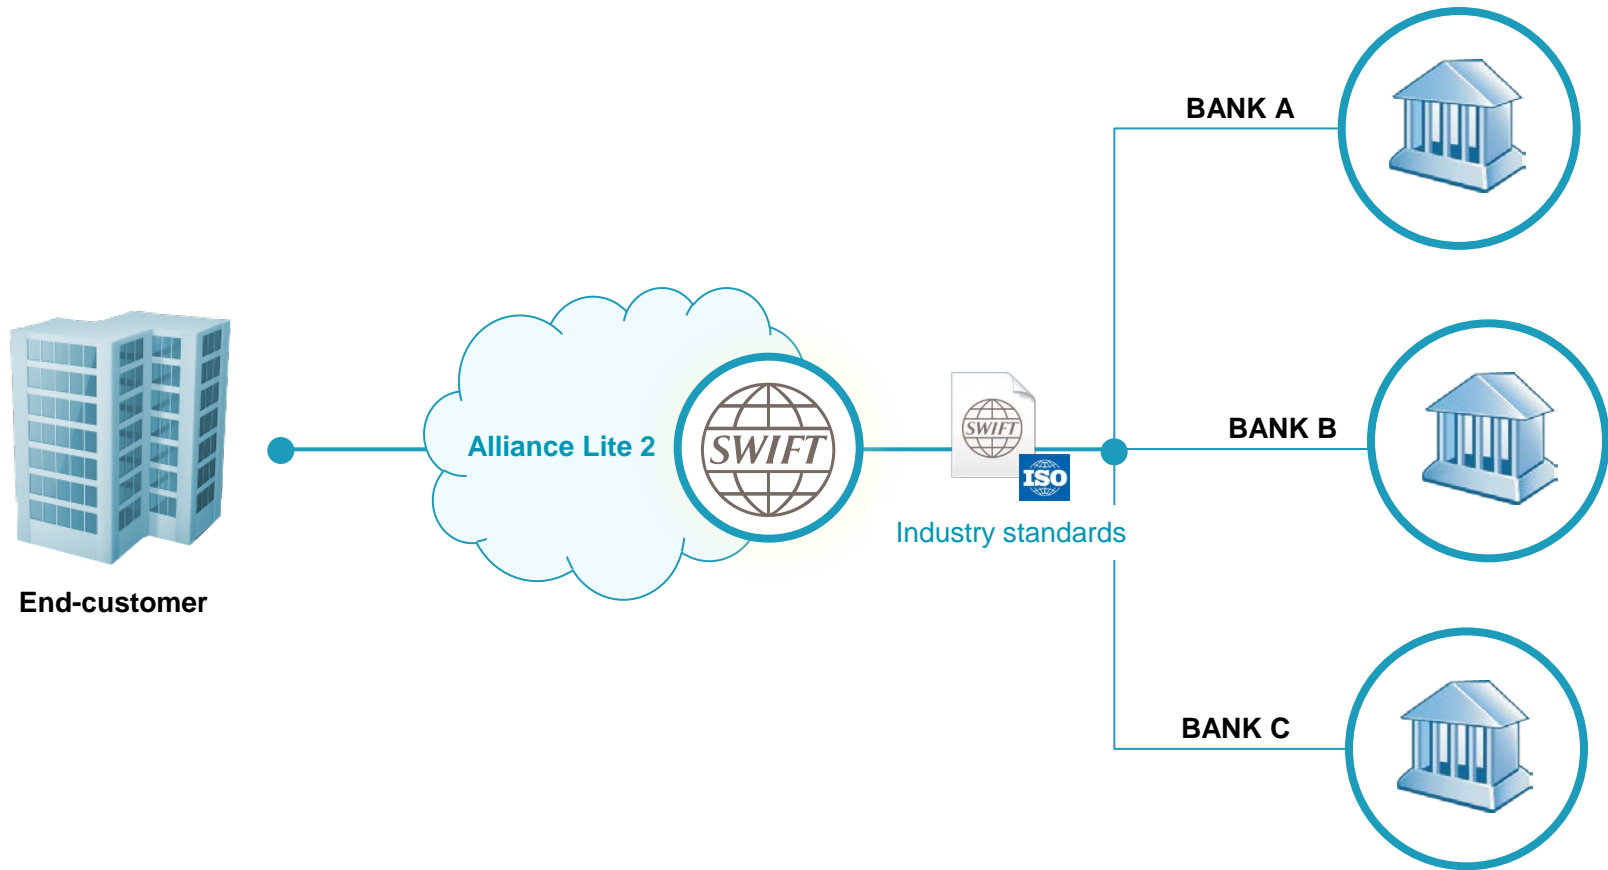 BANK A
Alliance Lite 2
SWIFT
SWIFT
ISO
BANK B
Industry standards
End-customer
BANK C